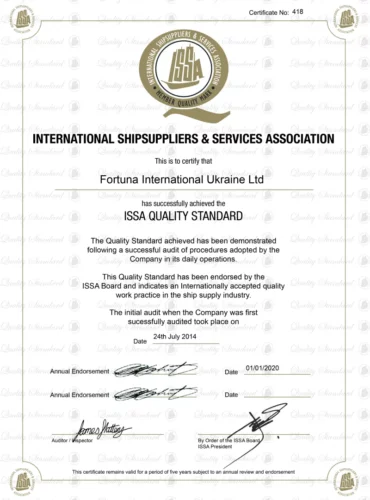 Certificate No: 418
INTERNATIONAL SHIPSUPPLIERS & SERVICES ASSOCIATION
ISSA
MEMBER QUALITY MARK
INTERNATIONAL SHIPSUPPLIERS & SERVICES ASSOCIATION
This is to certify that
Fortuna International Ukraine Ltd
has successfully achieved the
ISSA QUALITY STANDARD
The Quality Standard achieved has been demonstrated
following a successful audit of procedures adopted by the
Company in its daily operations.
This Quality Standard has been endorsed by the
ISSA Board and indicates an Internationally accepted quality
work practice in the ship supply industry.
The initial audit when the Company was first
sucessfully audited took place on
Date 24th July 2014
Annual Endorsement Date 01/01/2020
Annual Endorsement Date
Auditor / Inspector
By Order of the ISSA Board
ISSA President
This certificate remains valid for a period of five years subject to an annual review and endorsement